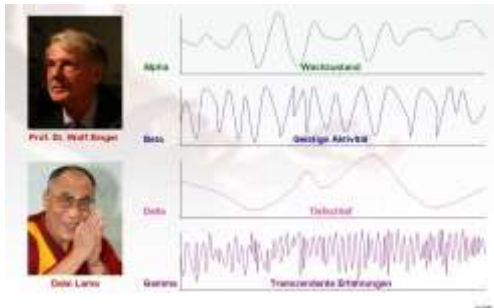 Alpha
Wachzustand
Prof. Dr. Wolf Singer
Beta
Geistige Aktivität
Delta
Tiefschlaf
Dalai Lama
Gamma
Transzendente Erfahrungen